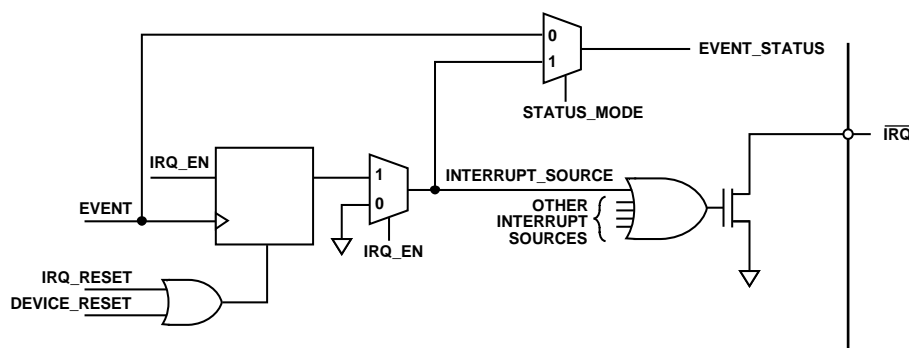 0
EVENT_STATUS
1
STATUS_MODE
IRQ
IRQ_EN
1
INTERRUPT_SOURCE
0
OTHER
INTERRUPT
SOURCES
EVENT
IRQ_EN
IRQ_RESET
DEVICE_RESET